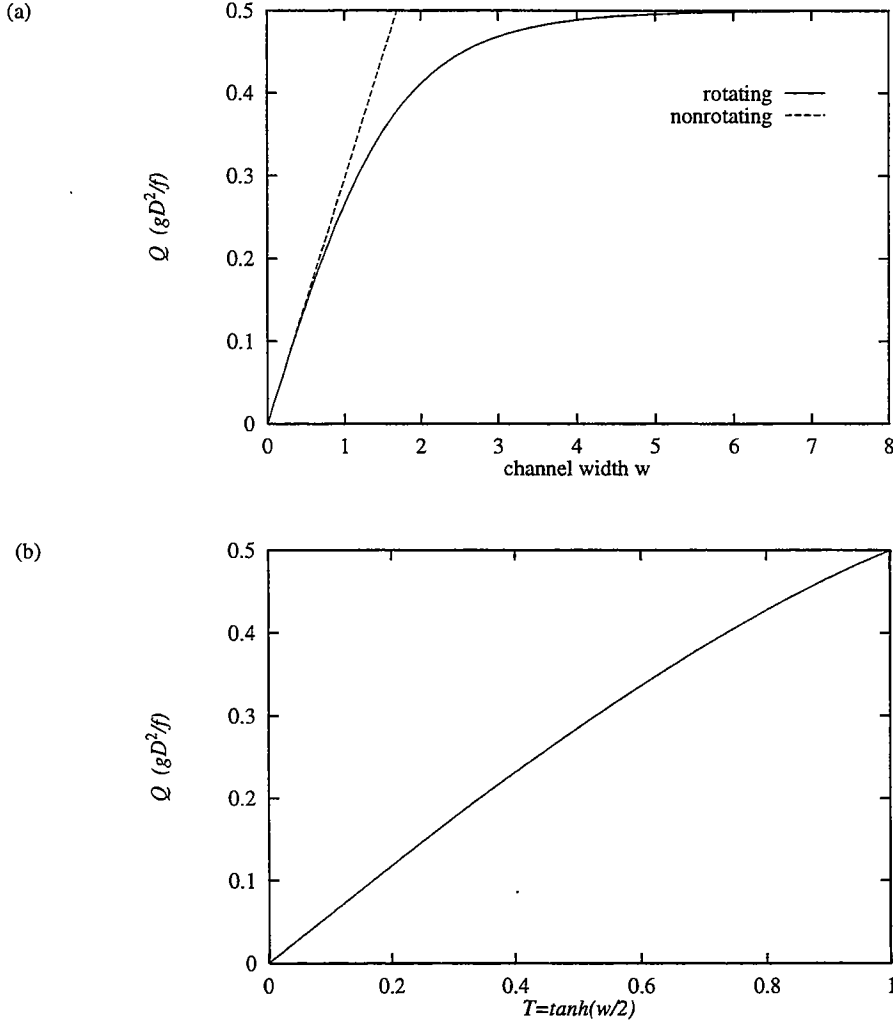 (a)
0.5
0.4
0.3
0.2
0.1
0
Q (gD²/f)
rotating
nonrotating
0 1 2 3 4 5 6 7 8
channel width w
(b)
0.5
0.4
0.3
0.2
0.1
0
Q (gD²/f)
0 0.2 0.4 0.6 0.8 1
T=tanh(w/2)